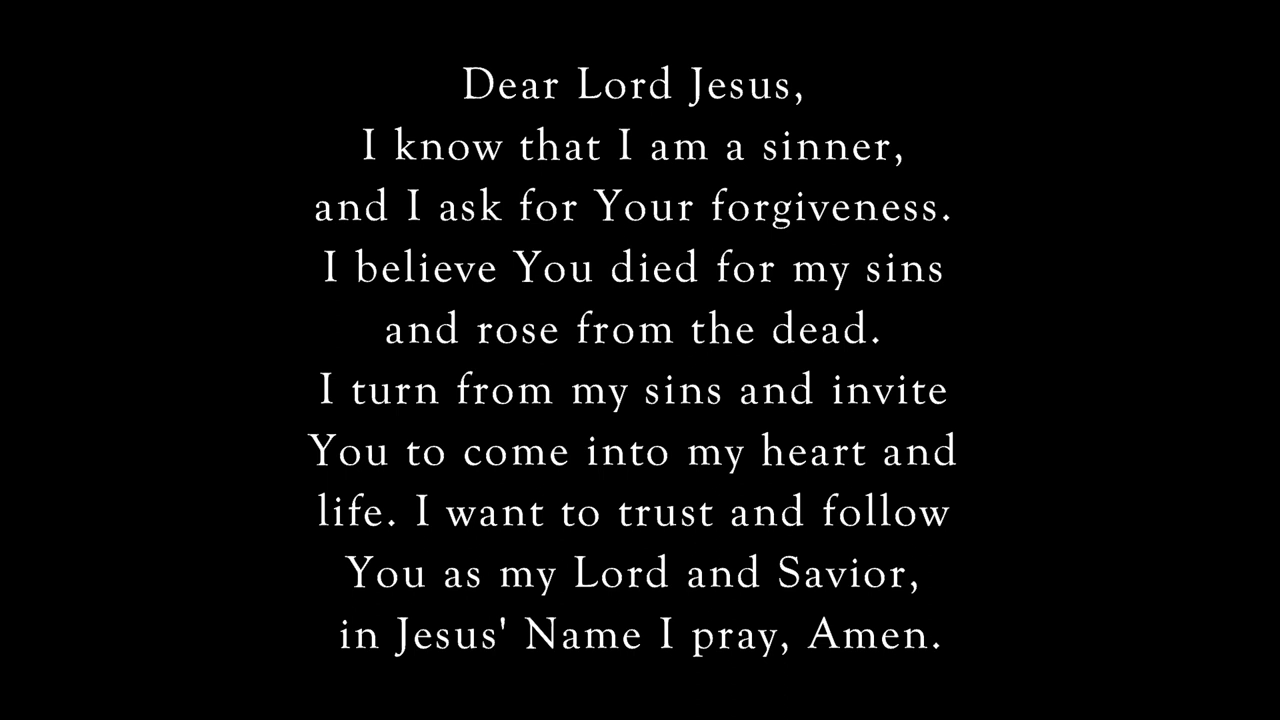 Dear Lord Jesus,
I know that I am a sinner,
and I ask for Your forgiveness.
I believe You died for my sins
and rose from the dead.
I turn from my sins and invite
You to come into my heart and
life. I want to trust and follow
You as my Lord and Savior,
in Jesus' Name I pray, Amen.